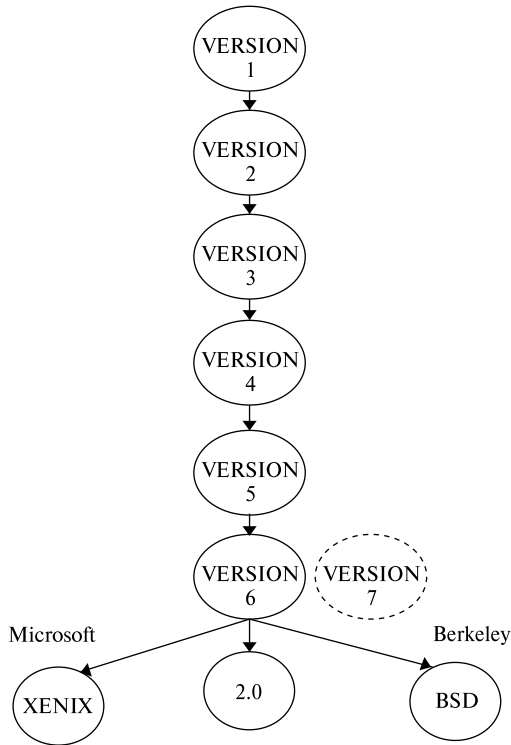 VERSION
1
VERSION
2
VERSION
3
VERSION
4
VERSION
5
VERSION
6
VERSION
7
Microsoft
Berkeley
XENIX
2.0
BSD